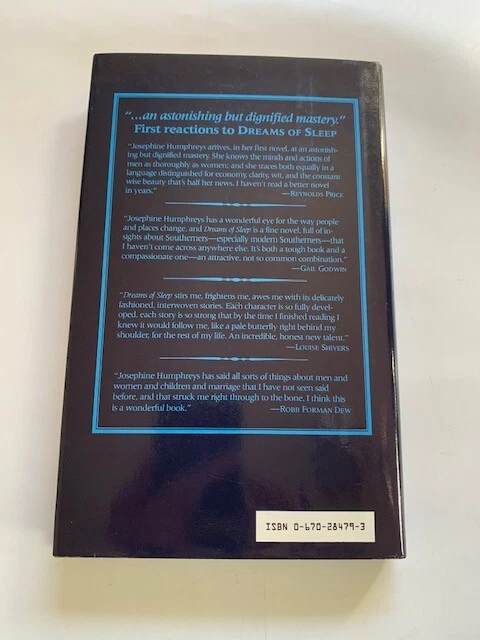 “...an astonishing but dignified mastery.”
First reactions to DREAMS OF SLEEP
“Josephine Humphreys arrives, in her first novel, at an astonish-
ing but dignified mastery. She knows the minds and actions of
men as thoroughly as women; and she traces both equally in a
language distinguished for economy, clarity, wit, and the constant
wise beauty that's half her news. I haven't read a better novel
in years.” —REYNOLDS PRICE
“Josephine Humphreys has a wonderful eye for the way people
and places change, and Dreams of Sleep is a fine novel, full of in-
sights about Southerners—especially modern Southerners—that
I haven't come across anywhere else. It's both a tough book and a
compassionate one—an attractive, not so common combination.”
—GAIL GODWIN
“Dreams of Sleep stirs me, frightens me, awes me with its delicately
fashioned, interwoven stories. Each character is so fully devel-
oped, each story is so strong that by the time I finished reading I
knew it would follow me, like a pale butterfly right behind my
shoulder, for the rest of my life. An incredible, honest new talent.”
—LOUISE SHIVERS
“Josephine Humphreys has said all sorts of things about men and
women and children and marriage that I have not seen said
before, and that struck me right through to the bone. I think this
is a wonderful book.” —ROBB FORMAN DEW
ISBN 0-670-28479-3